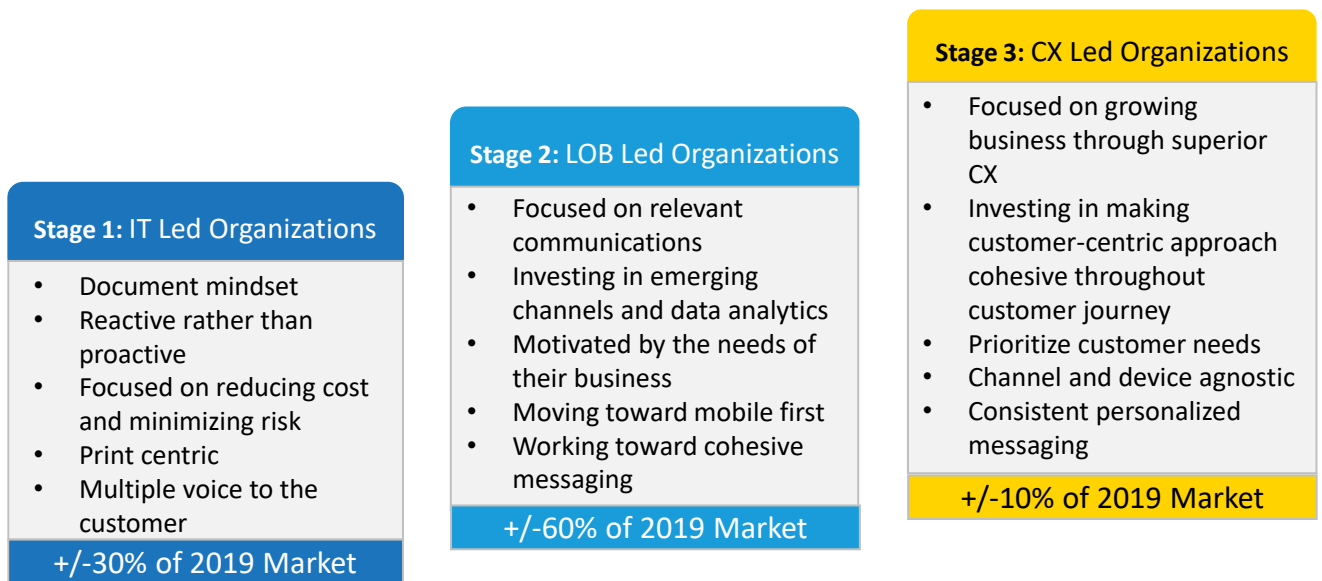 Stage 1: IT Led Organizations
• Document mindset
• Reactive rather than
proactive
• Focused on reducing cost
and minimizing risk
• Print centric
• Multiple voice to the
customer
+/-30% of 2019 Market
Stage 2: LOB Led Organizations
• Focused on relevant
communications
• Investing in emerging
channels and data analytics
• Motivated by the needs of
their business
• Moving toward mobile first
• Working toward cohesive
messaging
+/-60% of 2019 Market
Stage 3: CX Led Organizations
• Focused on growing
business through superior
CX
• Investing in making
customer-centric approach
cohesive throughout
customer journey
• Prioritize customer needs
• Channel and device agnostic
• Consistent personalized
messaging
+/-10% of 2019 Market